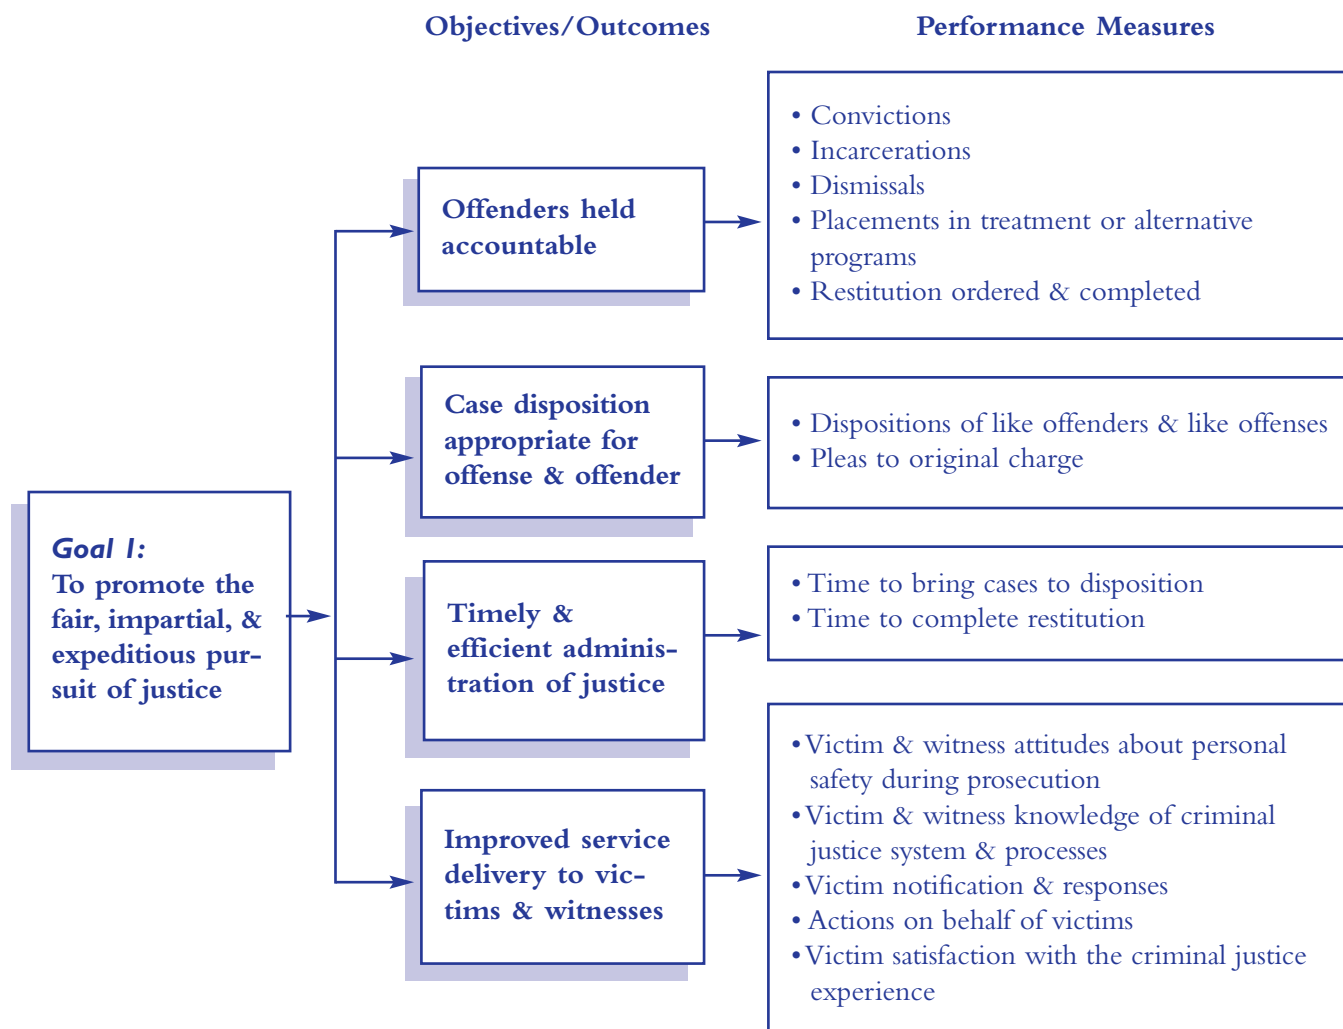 Objectives/Outcomes
Performance Measures
Goal 1:
To promote the
fair, impartial, &
expeditious pur-
suit of justice
Offenders held
accountable
• Convictions
• Incarcerations
• Dismissals
• Placements in treatment or alternative
programs
• Restitution ordered & completed
Case disposition
appropriate for
offense & offender
• Dispositions of like offenders & like offenses
• Pleas to original charge
Timely &
efficient adminis-
tration of justice
• Time to bring cases to disposition
• Time to complete restitution
Improved service
delivery to vic-
tims & witnesses
• Victim & witness attitudes about personal
safety during prosecution
• Victim & witness knowledge of criminal
justice system & processes
• Victim notification & responses
• Actions on behalf of victims
• Victim satisfaction with the criminal justice
experience